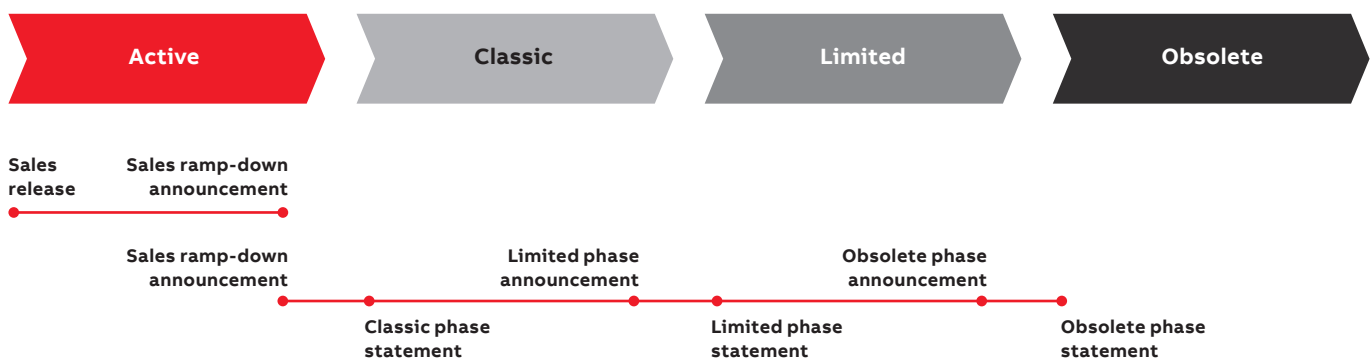 Active
Classic
Limited
Obsolete
Sales
release
Sales ramp-down
announcement
Sales ramp-down
announcement
Limited phase
announcement
Obsolete phase
announcement
Classic phase
statement
Limited phase
statement
Obsolete phase
statement